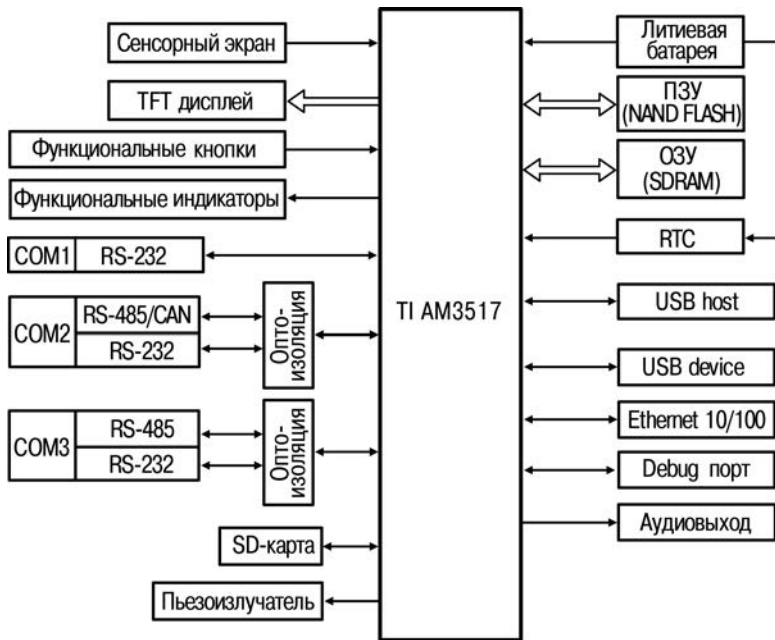 Сенсорный экран
TFT дисплей
Функциональные кнопки
Функциональные индикаторы
COM1
RS-232
COM2
RS-485/CAN
RS-232
Опто-
изоляция
COM3
RS-485
RS-232
Опто-
изоляция
SD-карта
Пьезоизлучатель
TI AM3517
Литиевая
батарея
ПЗУ
(NAND FLASH)
ОЗУ
(SDRAM)
RTC
USB host
USB device
Ethernet 10/100
Debug порт
Аудиовыход